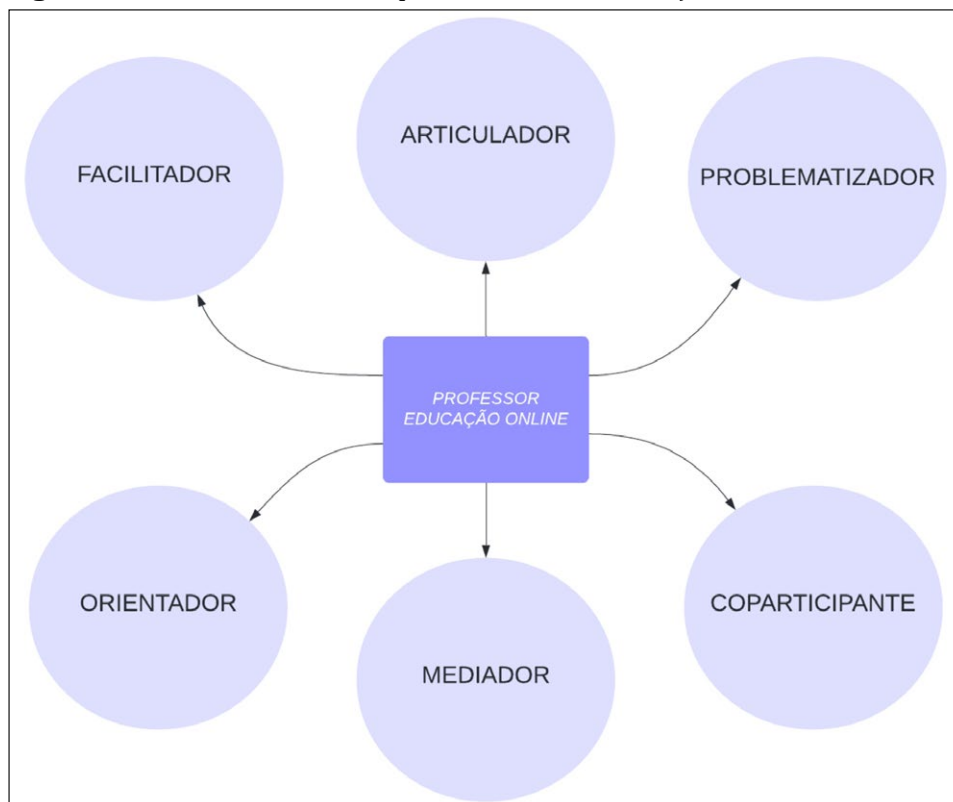 FACILITADOR
ARTICULADOR
PROBLEMATIZADOR
PROFESSOR
EDUCAÇÃO ONLINE
ORIENTADOR
MEDIADOR
COPARTICIPANTE